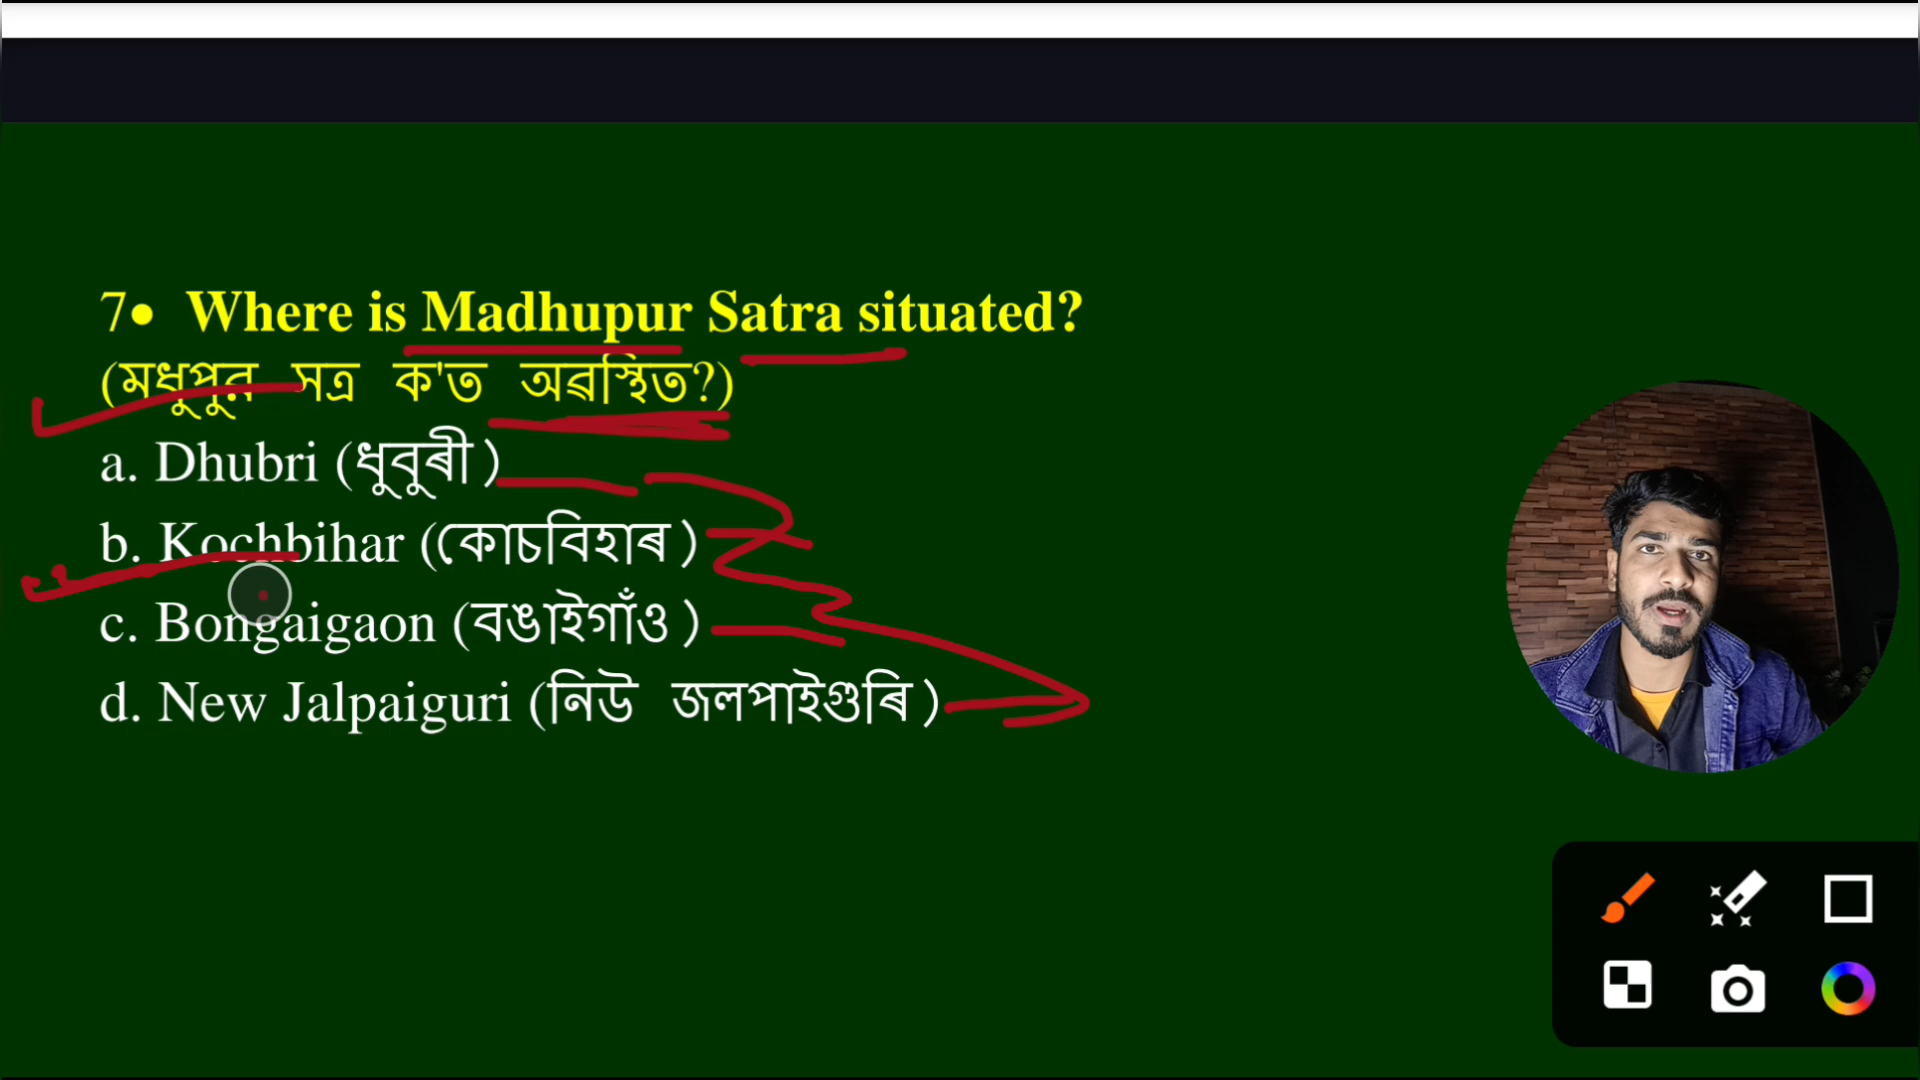 7• Where is Madhupur Satra situated?
(মধুপুর সত্ৰ ক'ত অৱস্থিত?)
a. Dhubri (ধুবুৰী)
b. Kochbihar (কোচবিহাৰ)
c. Bongaigaon (বঙাইগাঁও)
d. New Jalpaiguri (নিউ জলপাইগুৰি)